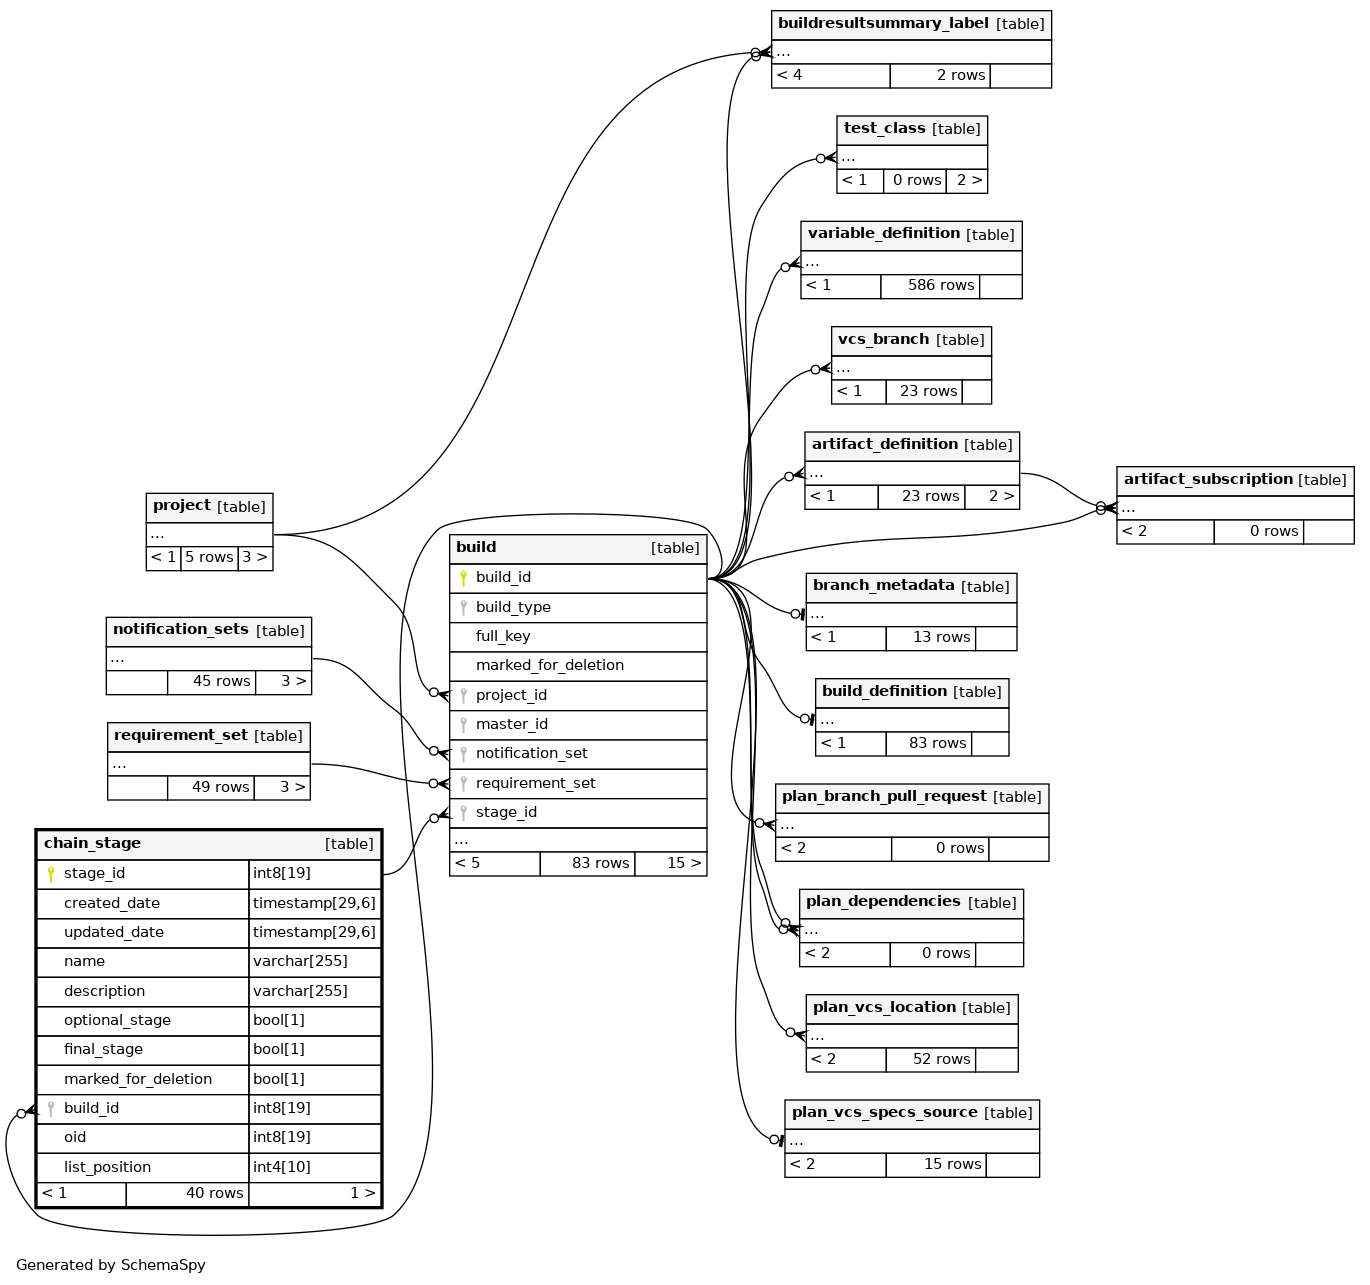 buildresultsummary_label [table]
...
< 4 2 rows
test_class [table]
...
< 1 0 rows 2 >
variable_definition [table]
...
< 1 586 rows
vcs_branch [table]
...
< 1 23 rows
artifact_definition [table]
...
< 1 23 rows 2 >
artifact_subscription [table]
...
< 2 0 rows
project [table]
...
< 1 5 rows 3 >
build [table]
build_id
build_type
full_key
marked_for_deletion
project_id
master_id
notification_set
requirement_set
stage_id
...
< 5 83 rows 15 >
branch_metadata [table]
...
< 1 13 rows
notification_sets [table]
...
45 rows 3 >
build_definition [table]
...
< 1 83 rows
requirement_set [table]
...
49 rows 3 >
plan_branch_pull_request [table]
...
< 2 0 rows
chain_stage [table]
stage_id int8[19]
created_date timestamp[29,6]
updated_date timestamp[29,6]
name varchar[255]
description varchar[255]
optional_stage bool[1]
final_stage bool[1]
marked_for_deletion bool[1]
build_id int8[19]
oid int8[19]
list_position int4[10]
< 1 40 rows 1 >
plan_dependencies [table]
...
< 2 0 rows
plan_vcs_location [table]
...
< 2 52 rows
plan_vcs_specs_source [table]
...
< 2 15 rows
Generated by SchemaSpy